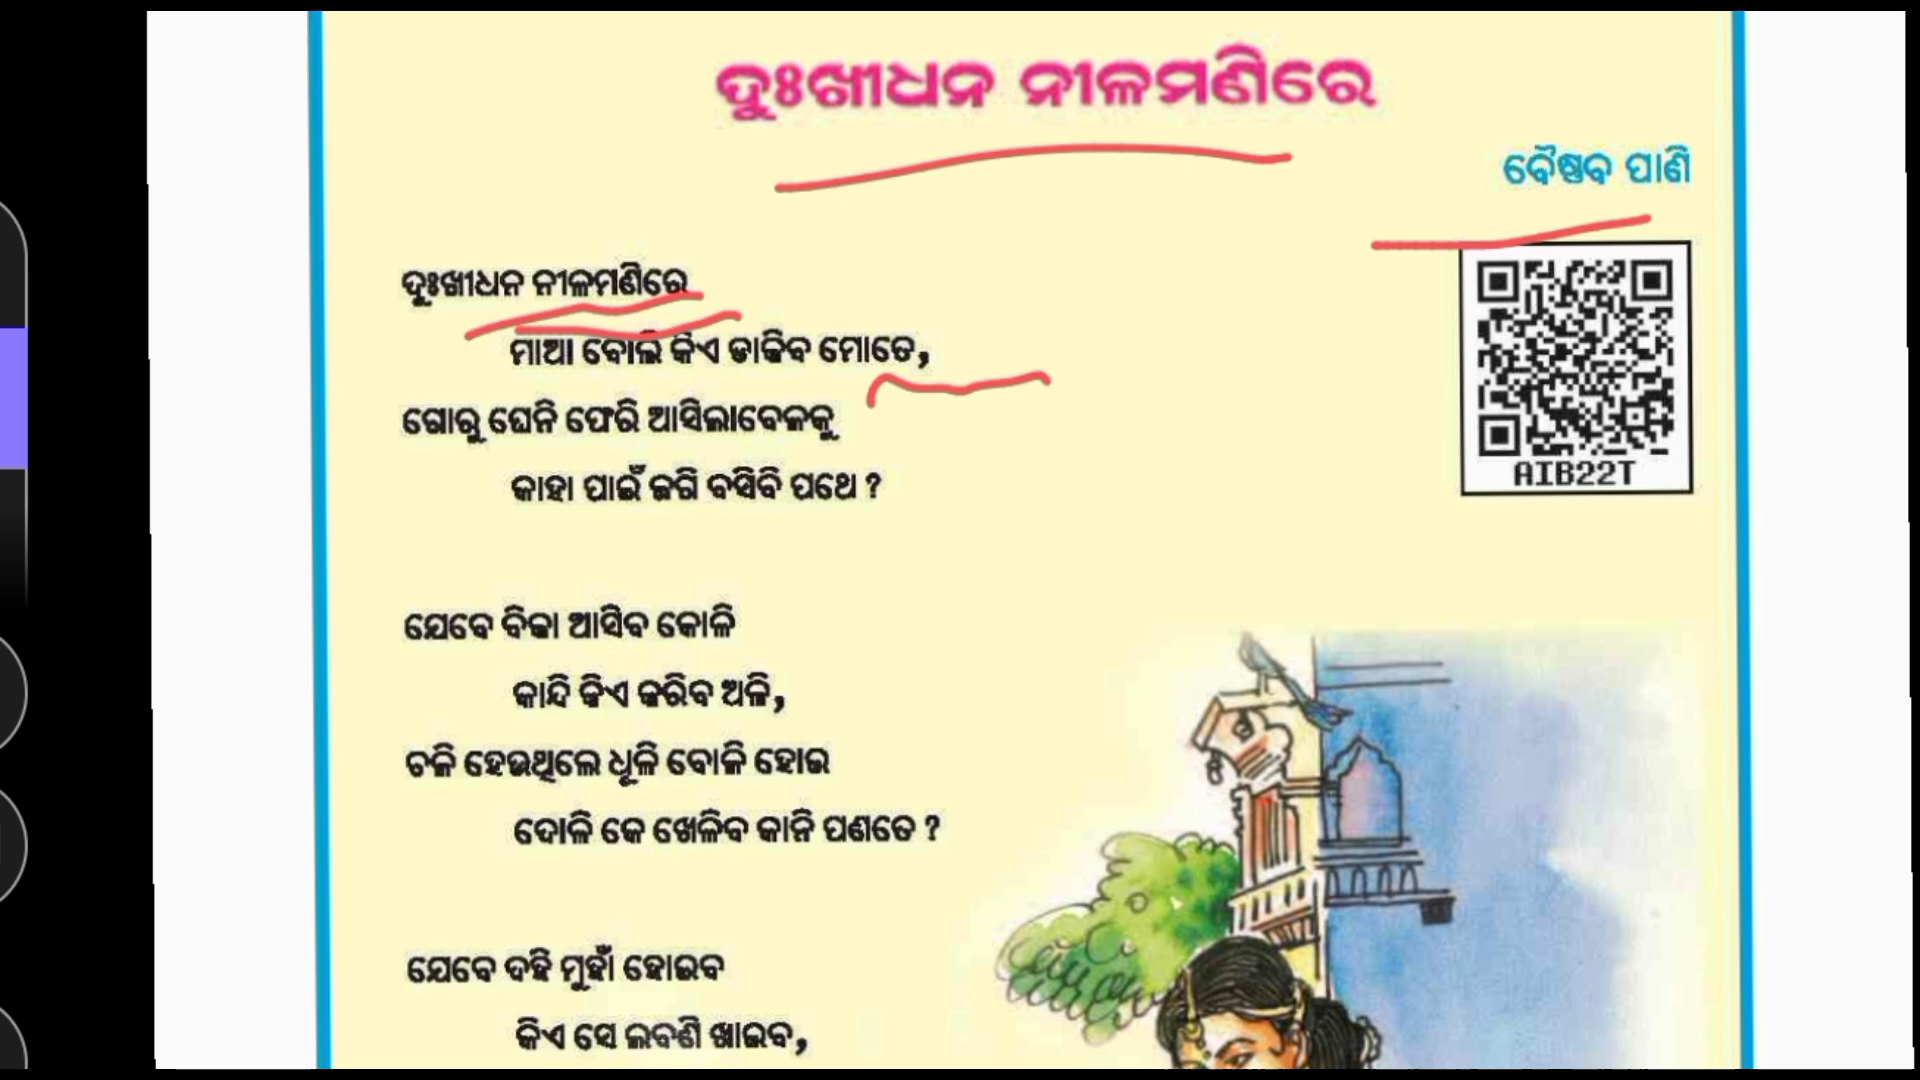 ଦୁଃଖୀଧନ ନୀଳମଣିରେ
ବୈଷ୍ଣବ ପାଣି
ଦୁଃଖୀଧନ ନୀଳମଣିରେ
ମାଆ ବୋଲି କିଏ ଡାକିବ ମୋତେ,
ଗୋରୁ ଘେନି ଫେରି ଆସିଲାବେଳକୁ
କାହା ପାଇଁ ଜଗି ବସିବି ପଥେ ?
AIB22T
ଯେବେ ବିକା ଆସିବ କୋଳି
କାନ୍ଦି କିଏ କରିବ ଅଳି,
ଚାଲି ହେଉଥିଲେ ଧୂଳି ବୋଳି ହୋଇ
ଦୋଳି କେ ଖେଳିବ କାନି ପଣତେ ?
ଯେବେ ଦହି ମୁହାଁ ହୋଇବ
କିଏ ସେ ଲବଣି ଖାଇବ,